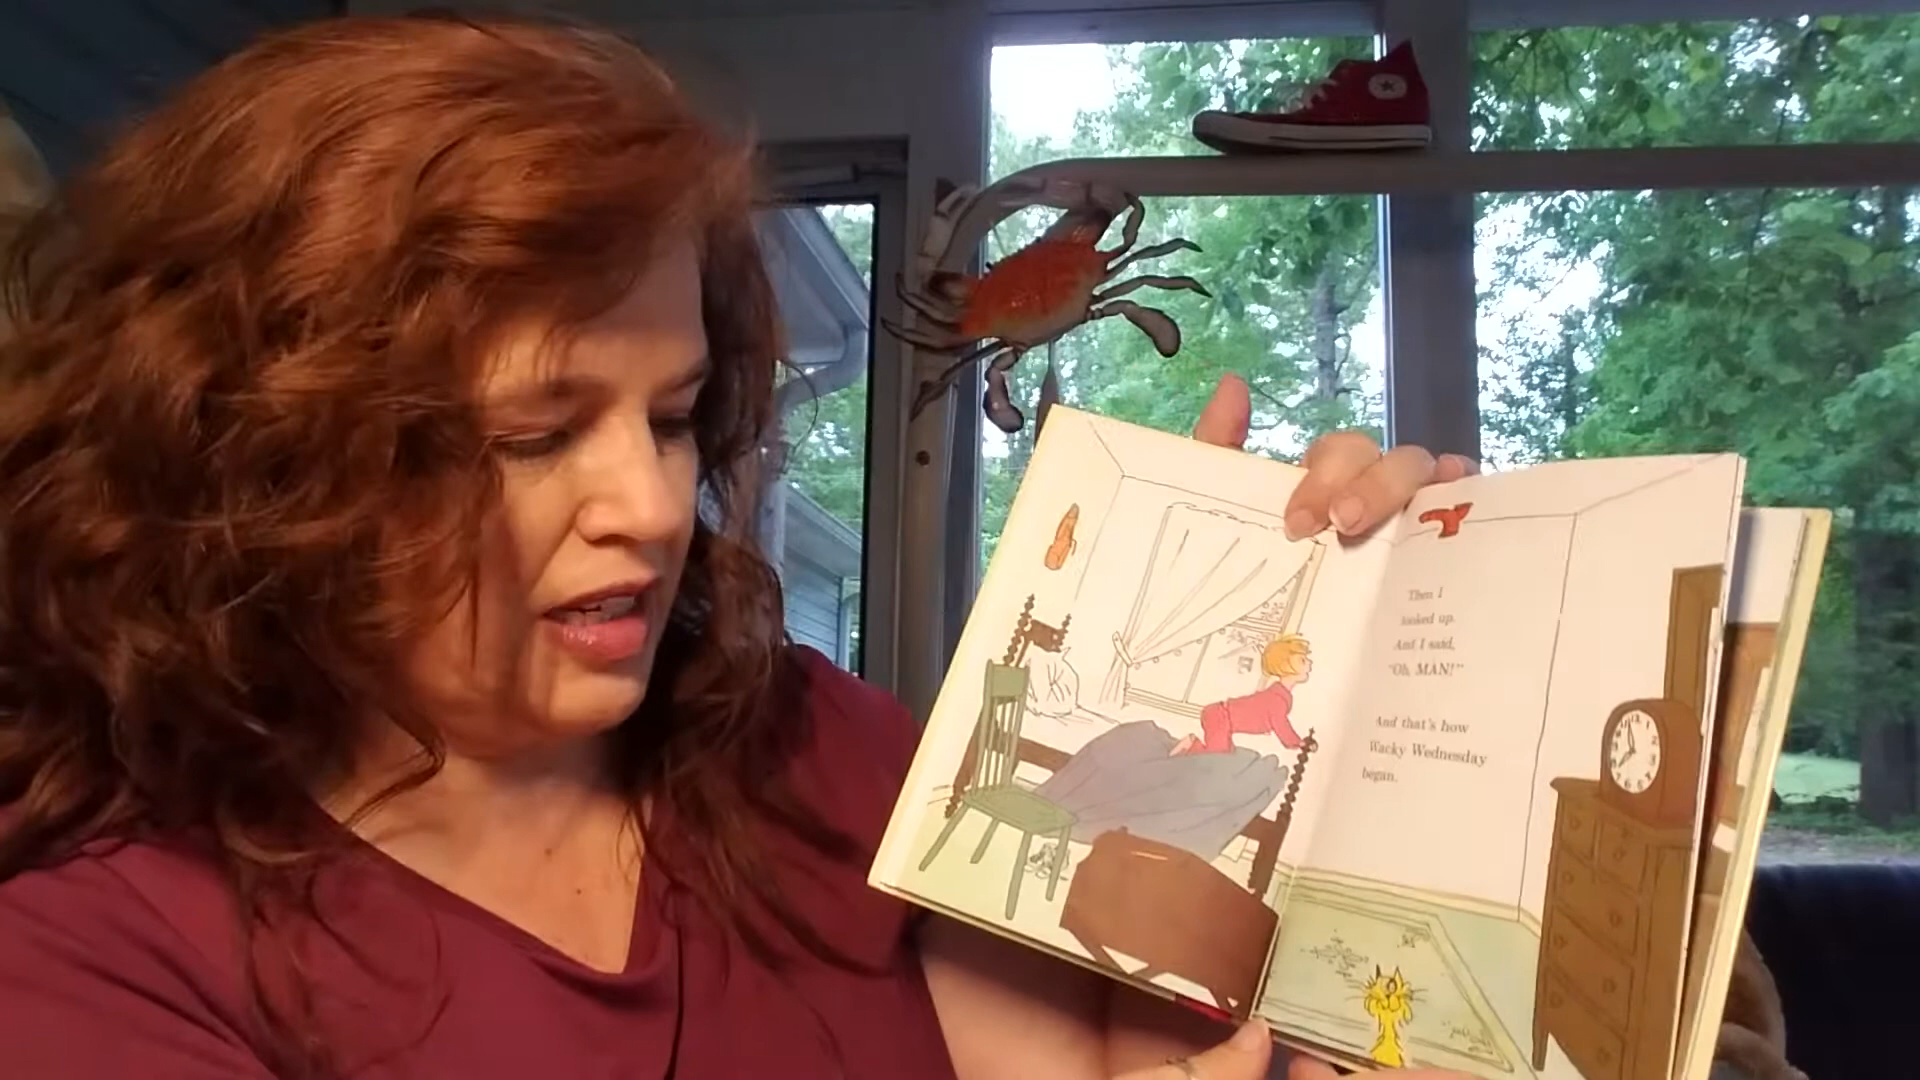 Then I
looked up.
And I said,
"Oh, MAN!"
And that's how
Wacky Wednesday
began.